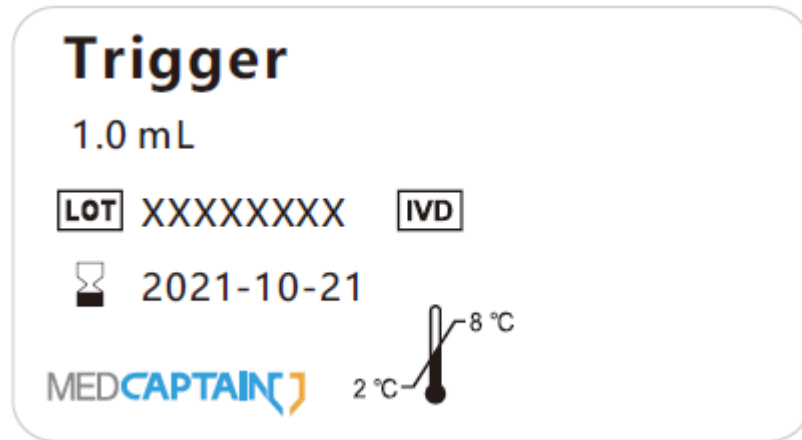 Trigger
1.0 mL
LOT XXXXXXXX IVD
2021-10-21
8 ℃
2 ℃
MEDCAPTAIN